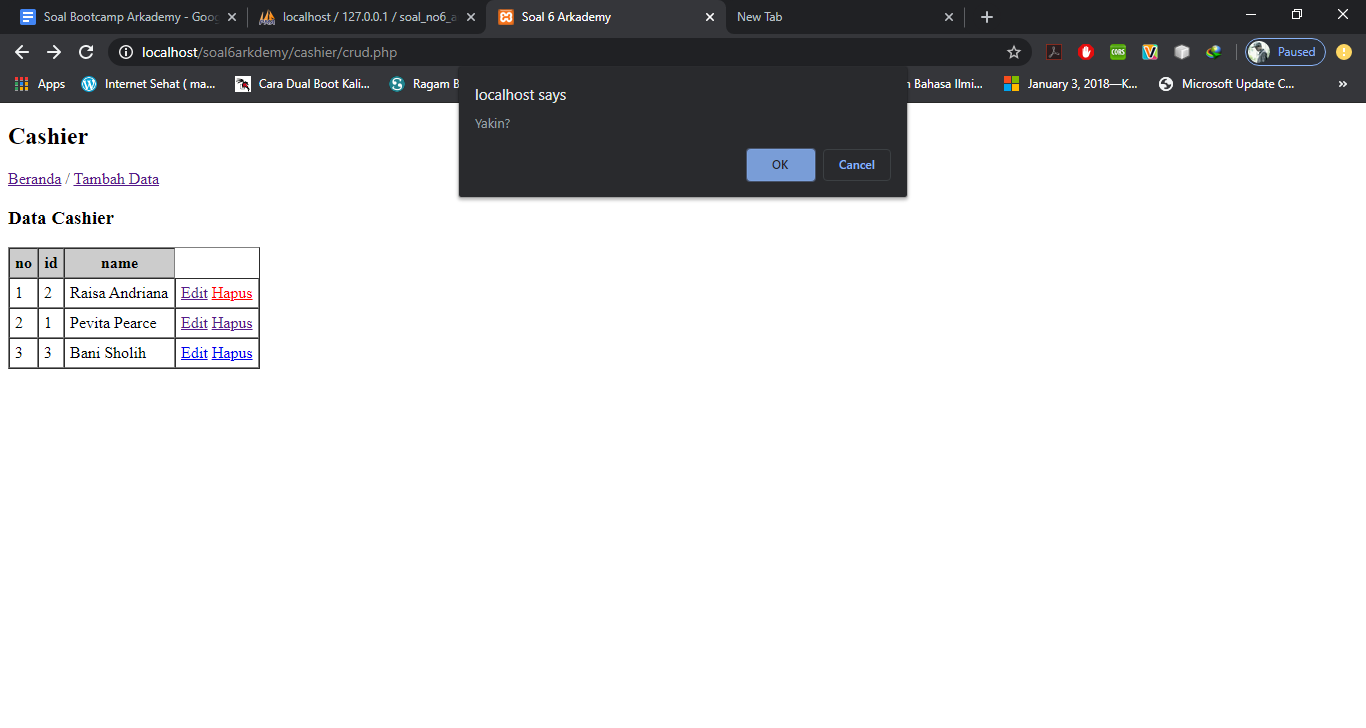 Soal Bootcamp Arkademy - Goo
localhost / 127.0.0.1 / soal_no6_a
Soal 6 Arkademy
New Tab
localhost/soal6arkdemy/cashier/crud.php
CORS
Paused
Apps
Internet Sehat ( ma...
Cara Dual Boot Kali...
Ragam B
Bahasa Ilmi...
January 3, 2018—K...
Microsoft Update C...
»
localhost says
Yakin?
OK
Cancel
Cashier
Beranda / Tambah Data
Data Cashier
no id name
1 2 Raisa Andriana Edit Hapus
2 1 Pevita Pearce Edit Hapus
3 3 Bani Sholih Edit Hapus